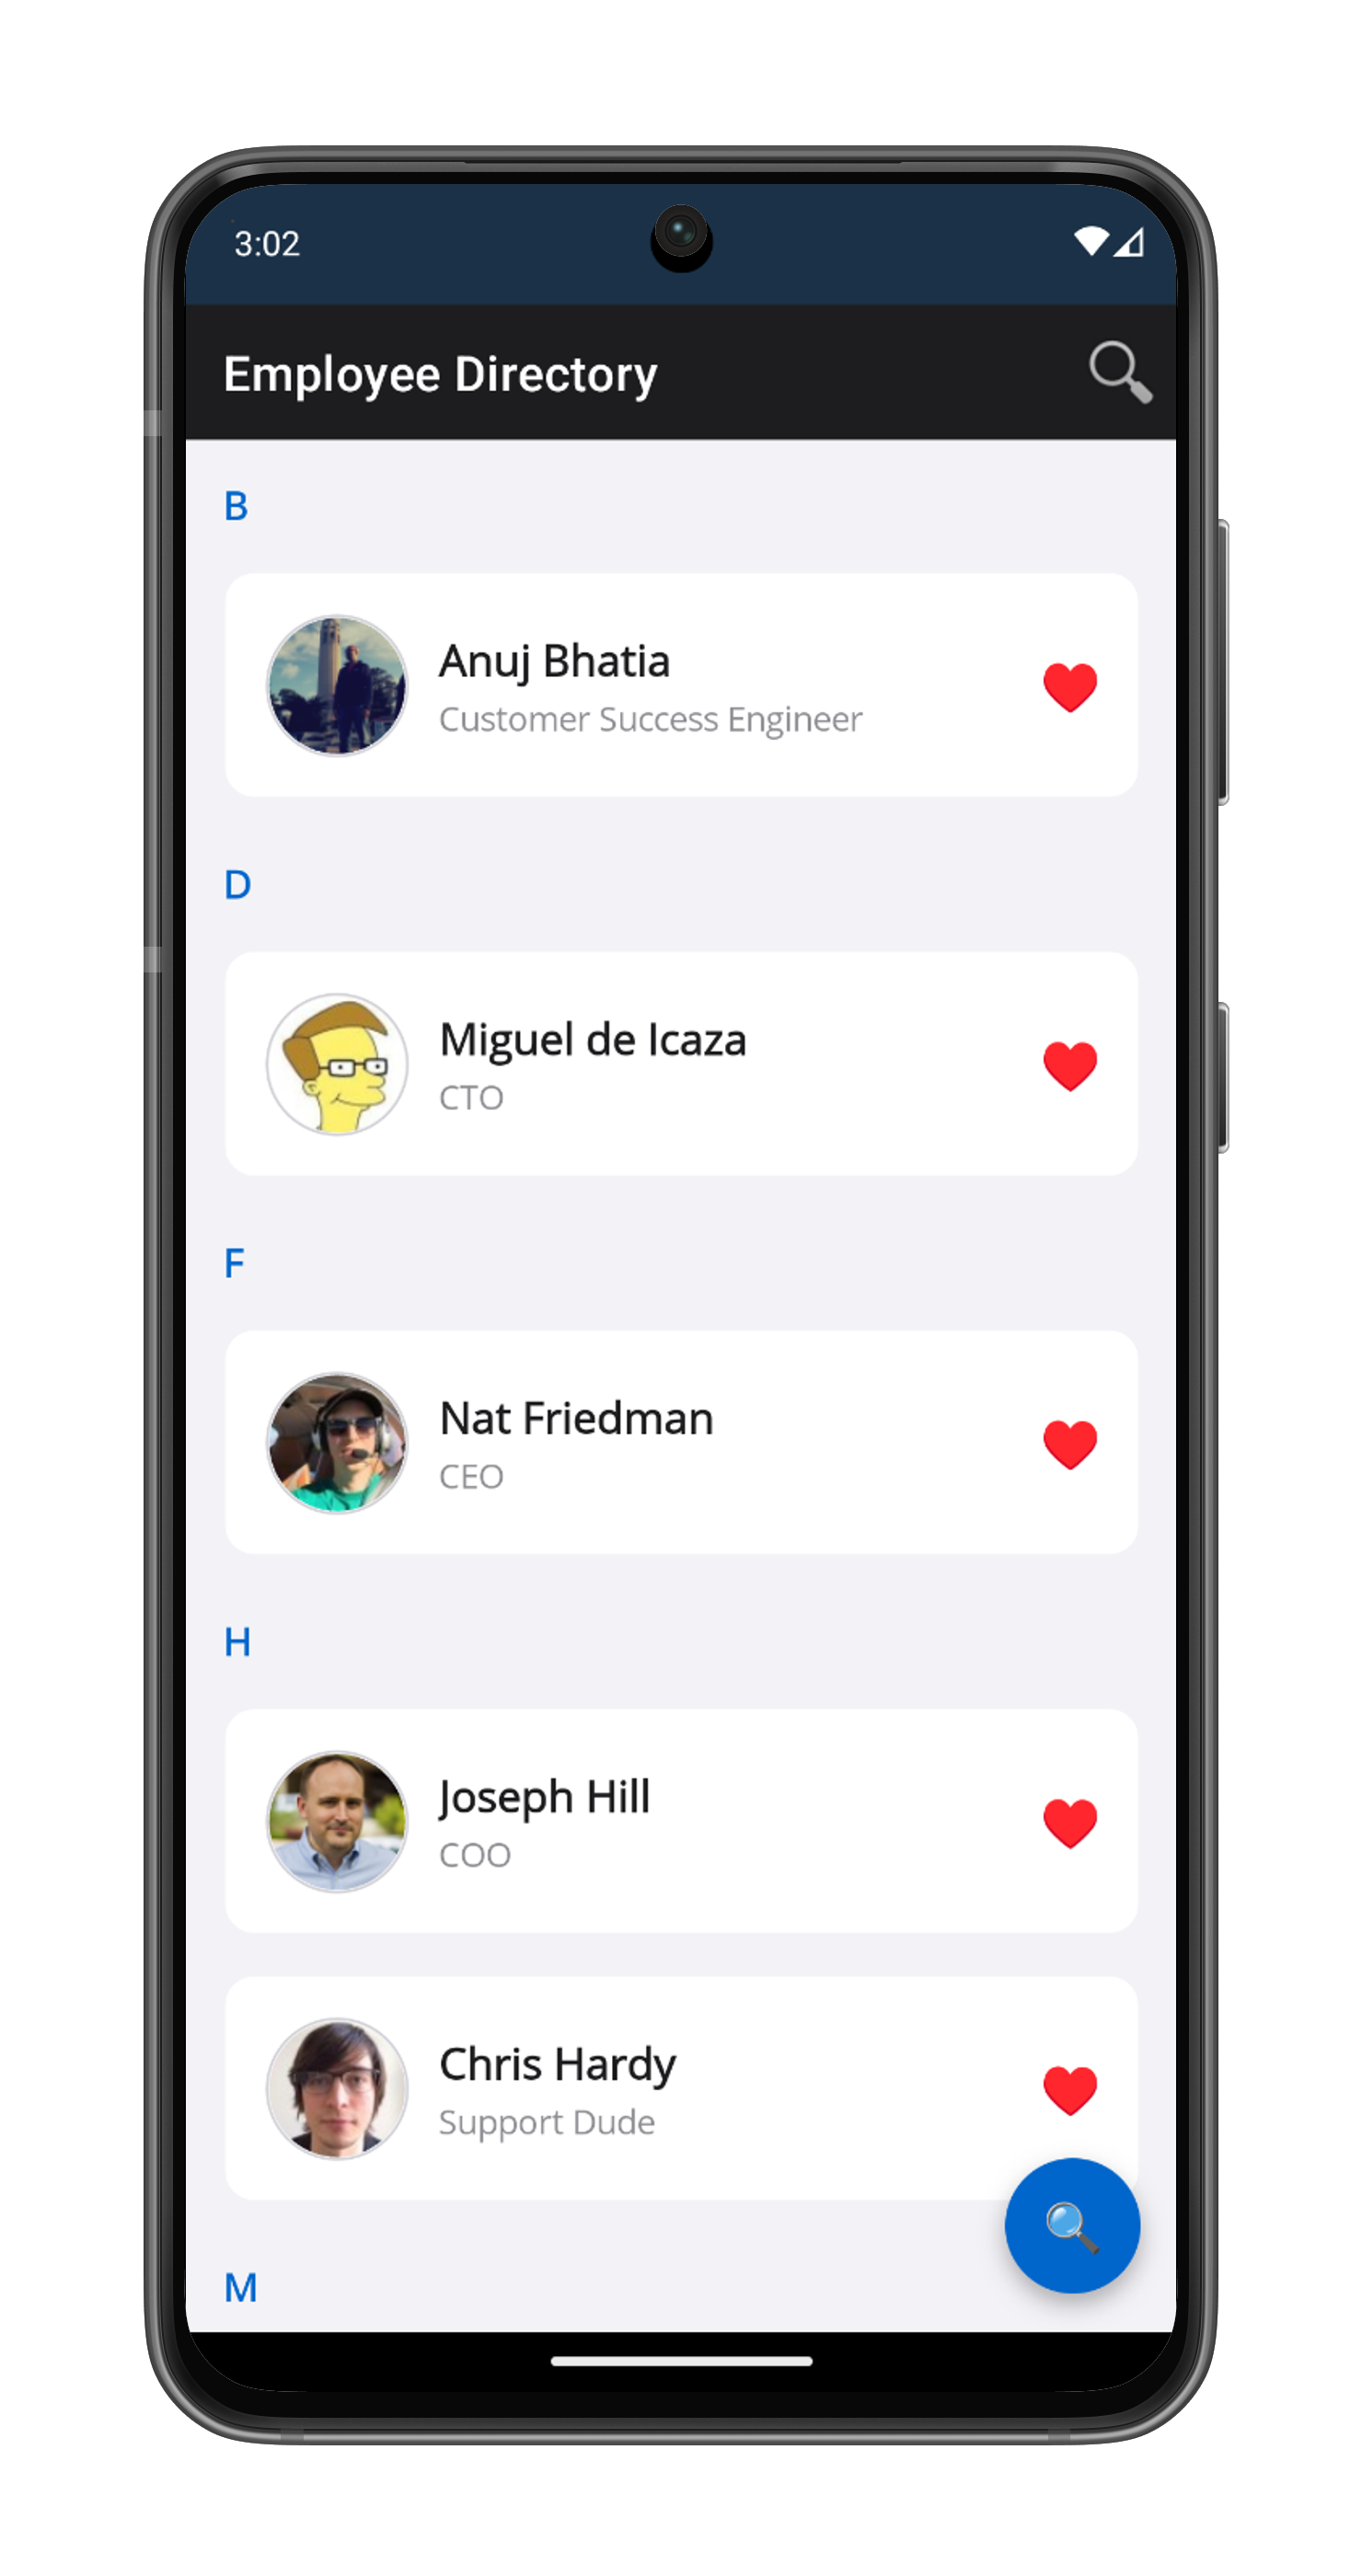 3:02
Employee Directory
B
Anuj Bhatia
Customer Success Engineer
D
Miguel de Icaza
CTO
F
Nat Friedman
CEO
H
Joseph Hill
COO
Chris Hardy
Support Dude
M